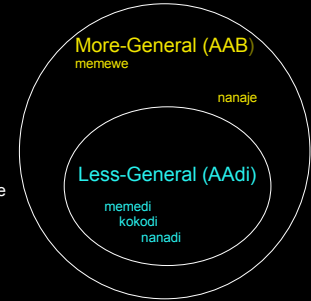 More-General (AAB)
memewe
nanaje
Less-General (AAdi)
e
memedi
kokodi
nanadi